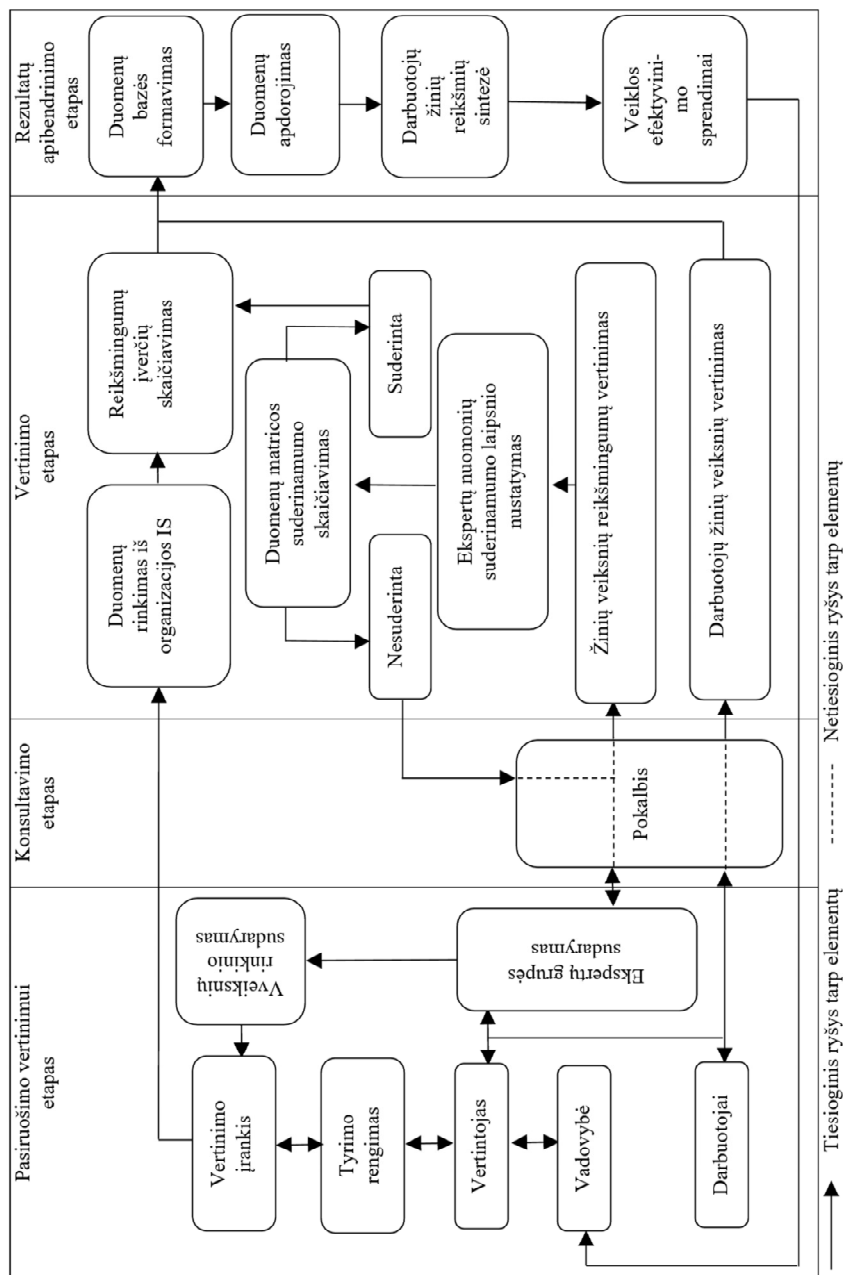 Pasiruošimo vertinimui
etapas
Konsultavimo
etapas
Vertinimo
etapas
Rezultatų
apibendrinimo
etapas
Vertinimo
įrankis
Tyrimo
rengimas
Vertintojas
Vadovybė
Darbuotojai
Vveiksnių
rinkinio
sudarymas
Ekspertų grupės
sudarymas
Pokalbis
Duomenų
rinkimas iš
organizacijos IS
Reikšmingumų
įverčių
skaičiavimas
Duomenų matricos
suderinamumo
skaičiavimas
Nesuderinta
Suderinta
Ekspertų nuomonių
suderinamumo laipsnio
nustatymas
Žinių veiksnių reikšmingumų vertinimas
Darbuotojų žinių veiksnių vertinimas
Duomenų
bazės
formavimas
Duomenų
apdorojimas
Darbuotojų
žinių
reikšmių
sintezė
Veiklos
efektyvini-
mo
sprendimai
Tiesioginis ryšys tarp elementų
Netiesioginis ryšys tarp elementų